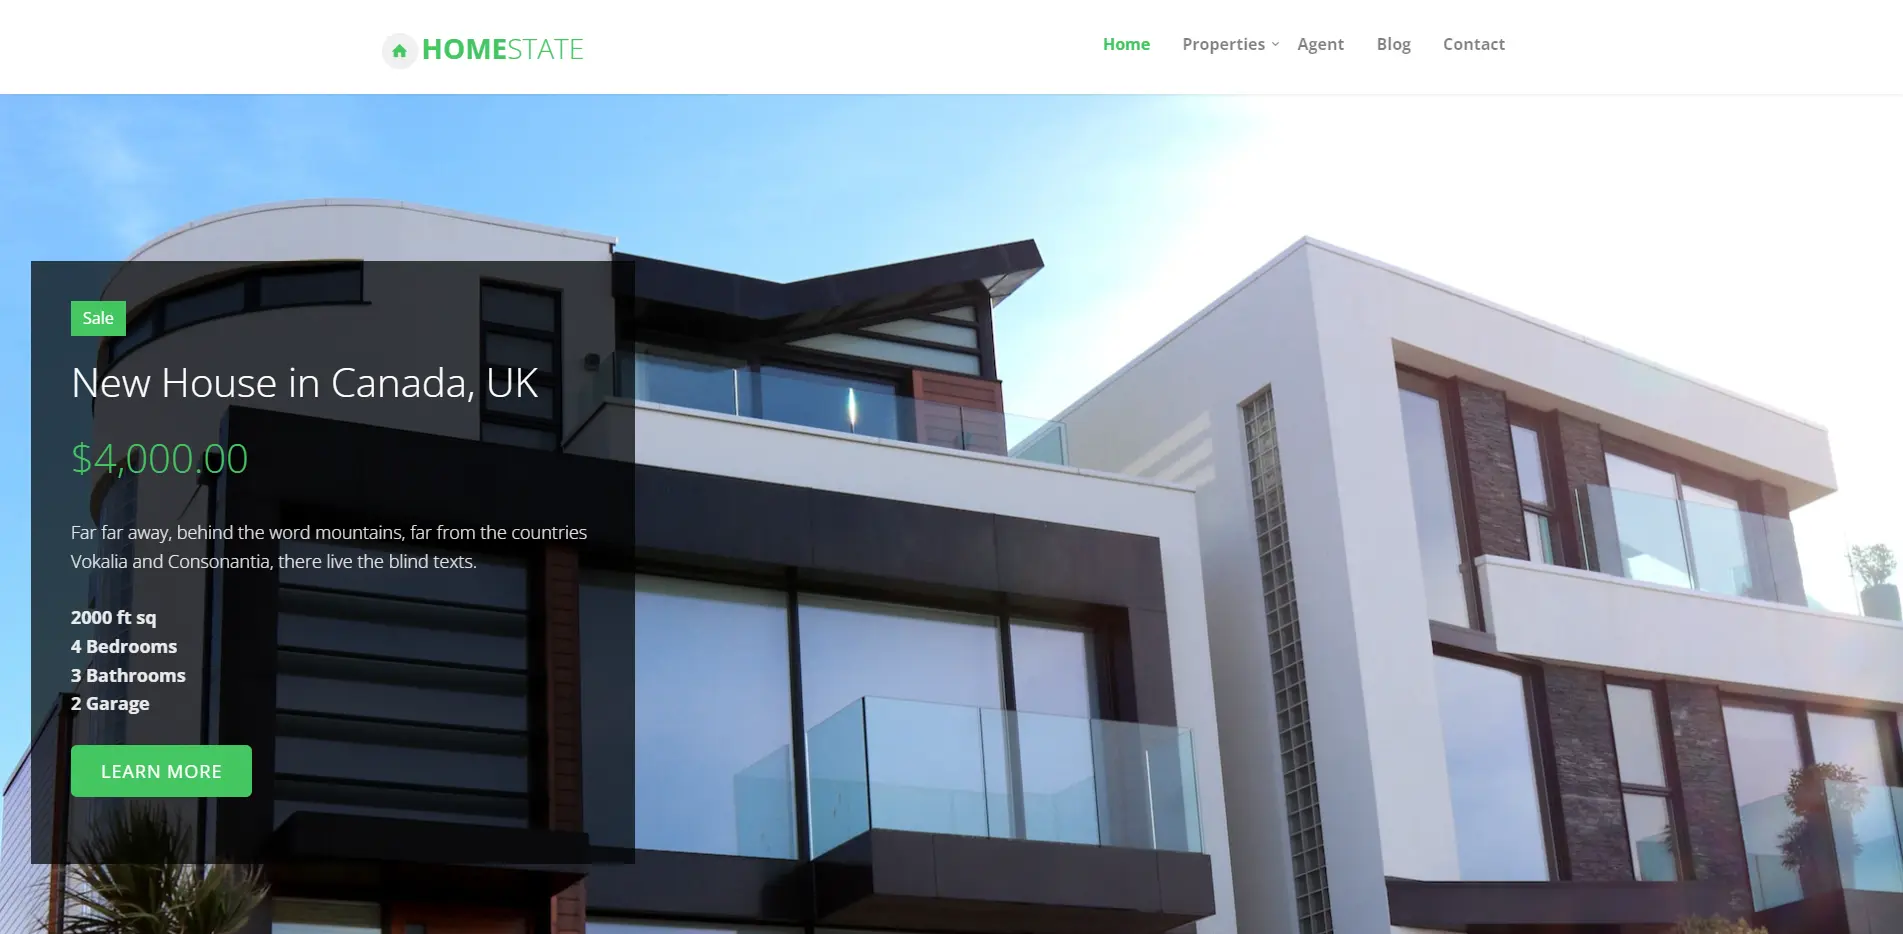 HOMESTATE
Home Properties Agent Blog Contact
Sale
New House in Canada, UK
$4,000.00
Far far away, behind the word mountains, far from the countries
Vokalia and Consonantia, there live the blind texts.
2000 ft sq
4 Bedrooms
3 Bathrooms
2 Garage
LEARN MORE